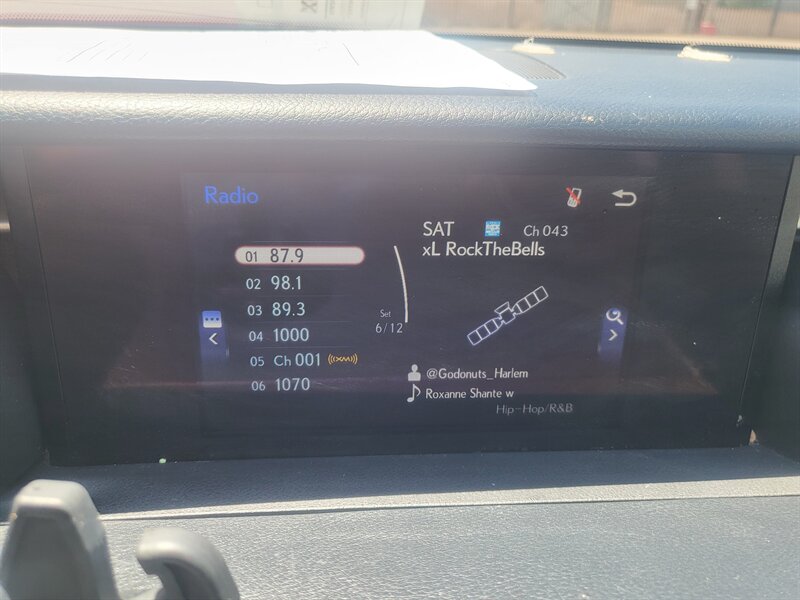 Radio
SAT Ch 043
xL RockTheBells
01 87.9
02 98.1
03 89.3
04 1000
05 Ch 001 ((XM))
06 1070
Set
6/12
@Godonuts_Harlem
Roxanne Shante w
Hip-Hop/R&B